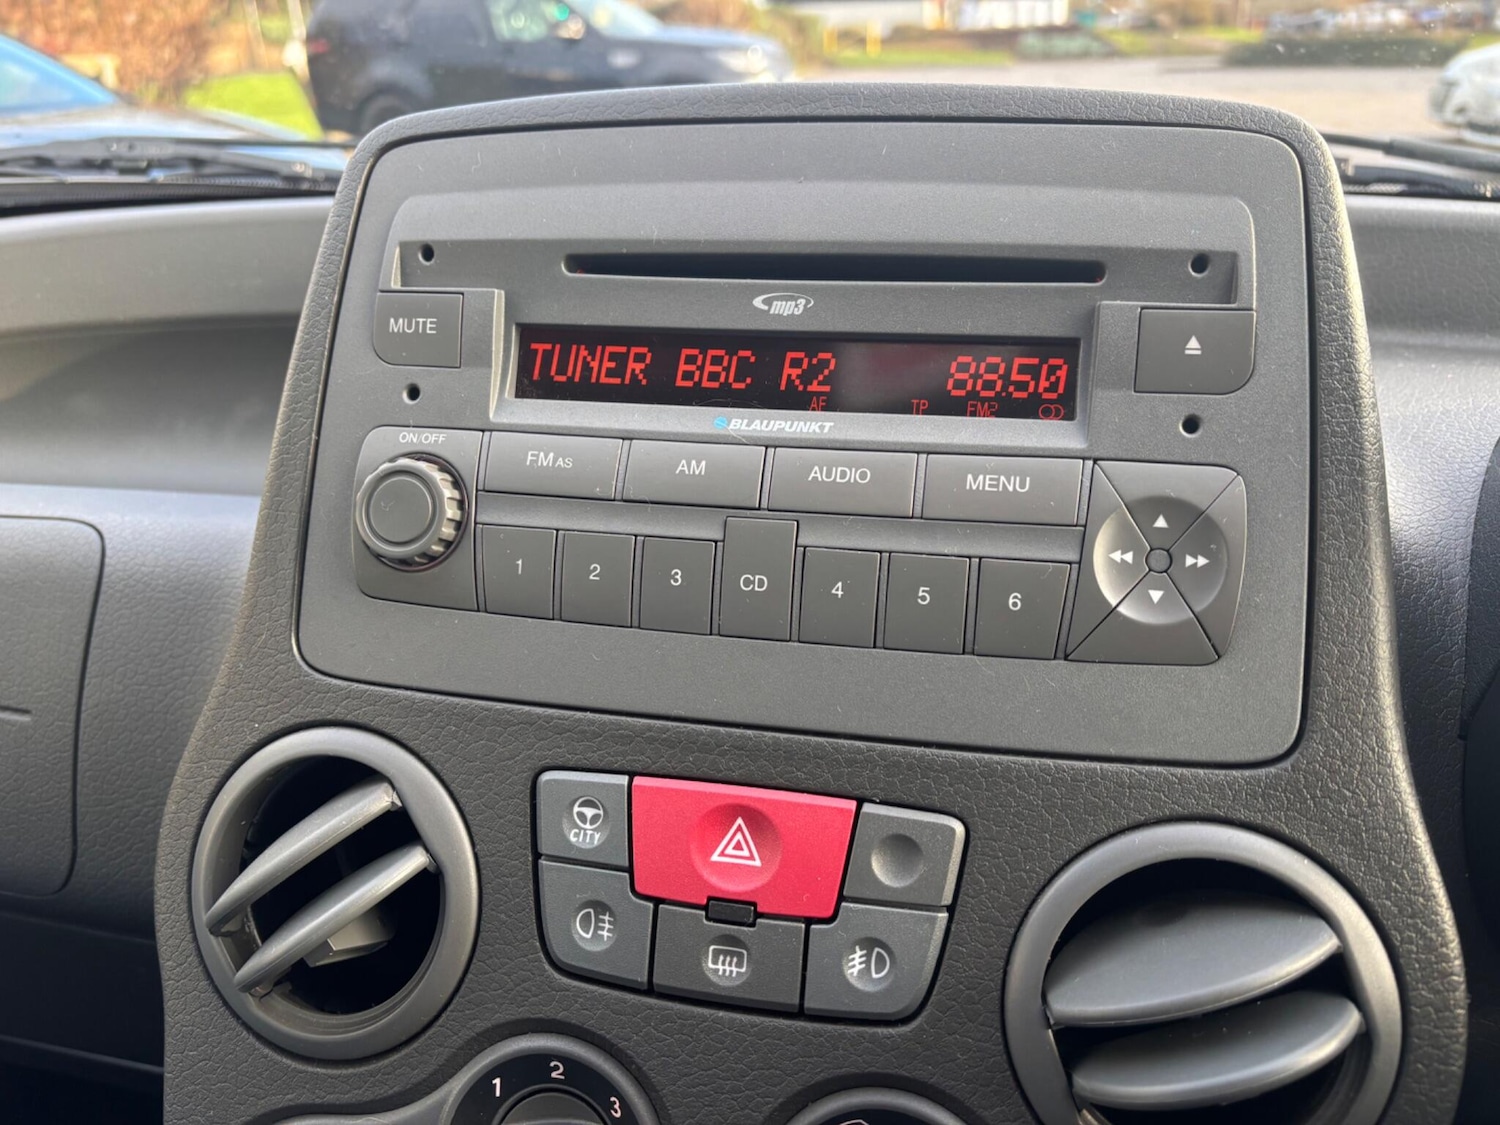 mp3
MUTE
TUNER BBC R2 88.50
AF TP FM2
BLAUPUNKT
ON/OFF
FM AS AM AUDIO MENU
1 2 3 CD 4 5 6
CITY
1 2 3